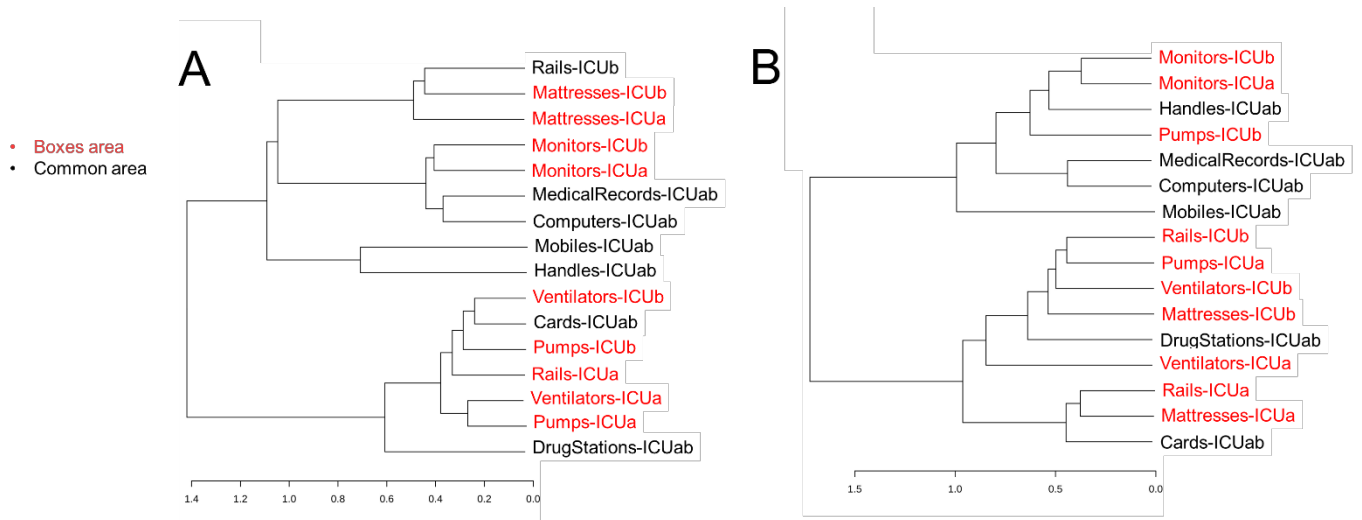 A
Rails-ICUb
Mattresses-ICUb
Mattresses-ICUa
Monitors-ICUb
Monitors-ICUa
MedicalRecords-ICUab
Computers-ICUab
Mobiles-ICUab
Handles-ICUab
Ventilators-ICUb
Cards-ICUab
Pumps-ICUb
Rails-ICUa
Ventilators-ICUa
Pumps-ICUa
DrugStations-ICUab
1.4 1.2 1.0 0.8 0.6 0.4 0.2 0.0
• Boxes area
• Common area
B
Monitors-ICUb
Monitors-ICUa
Handles-ICUab
Pumps-ICUb
MedicalRecords-ICUab
Computers-ICUab
Mobiles-ICUab
Rails-ICUb
Pumps-ICUa
Ventilators-ICUb
Mattresses-ICUb
DrugStations-ICUab
Ventilators-ICUa
Rails-ICUa
Mattresses-ICUa
Cards-ICUab
1.5 1.0 0.5 0.0